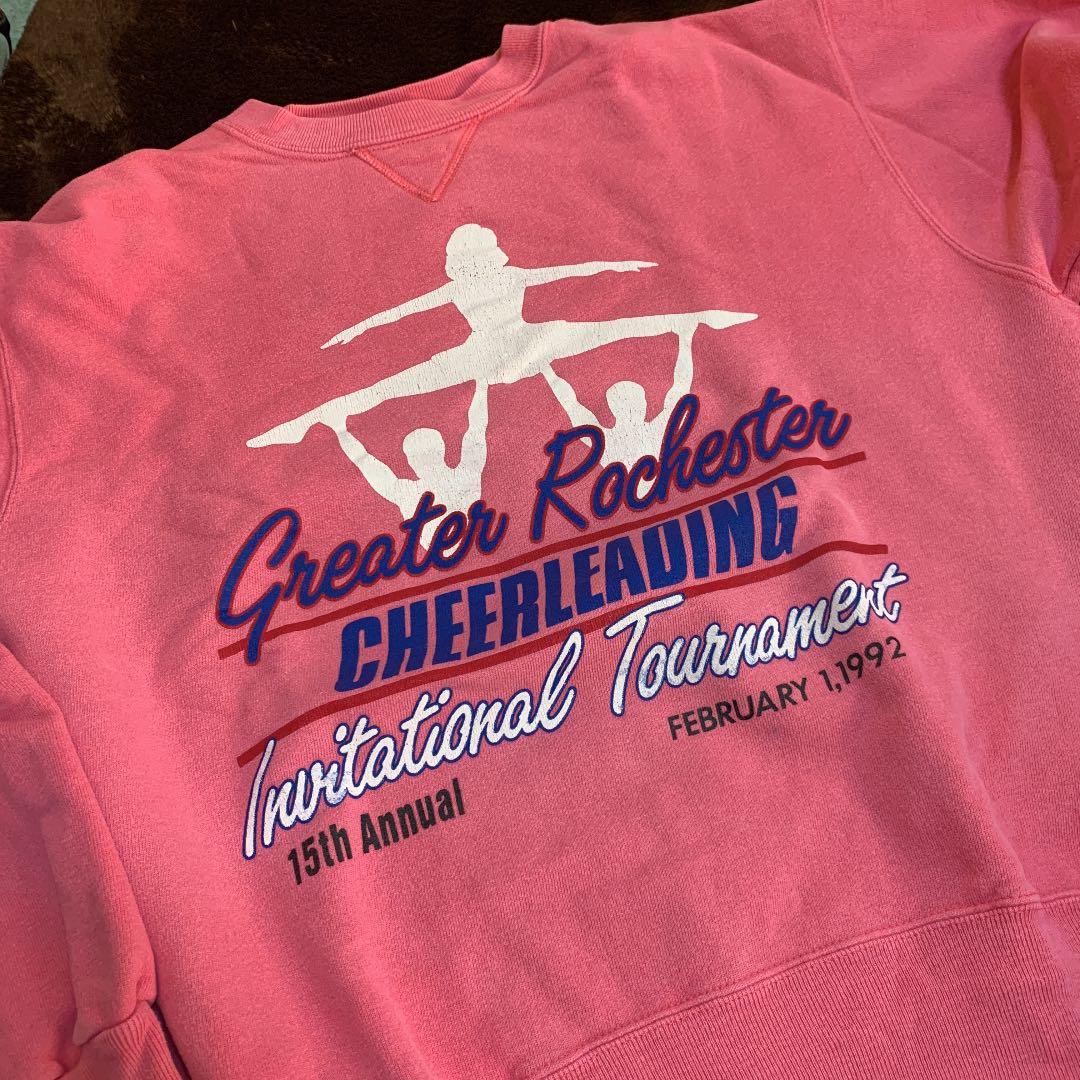 Greater Rochester
CHEERLEADING
Invitational Tournament
FEBRUARY 1,1992
15th Annual